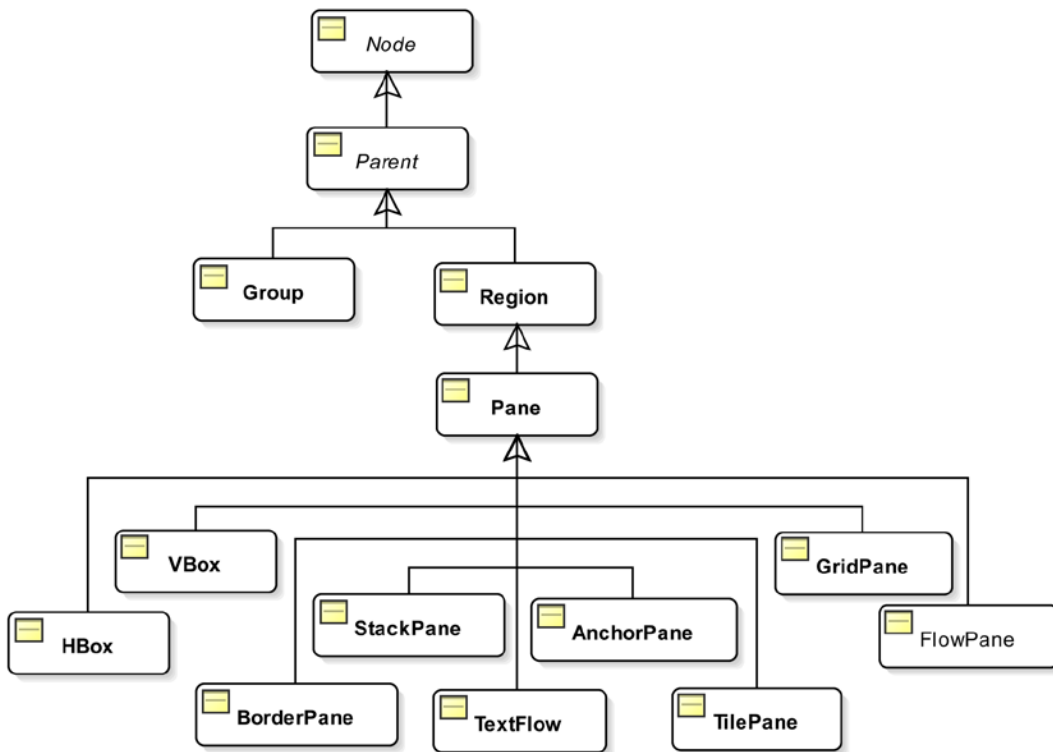 Node
Parent
Group
Region
Pane
VBox
GridPane
StackPane
AnchorPane
HBox
FlowPane
BorderPane
TextFlow
TilePane